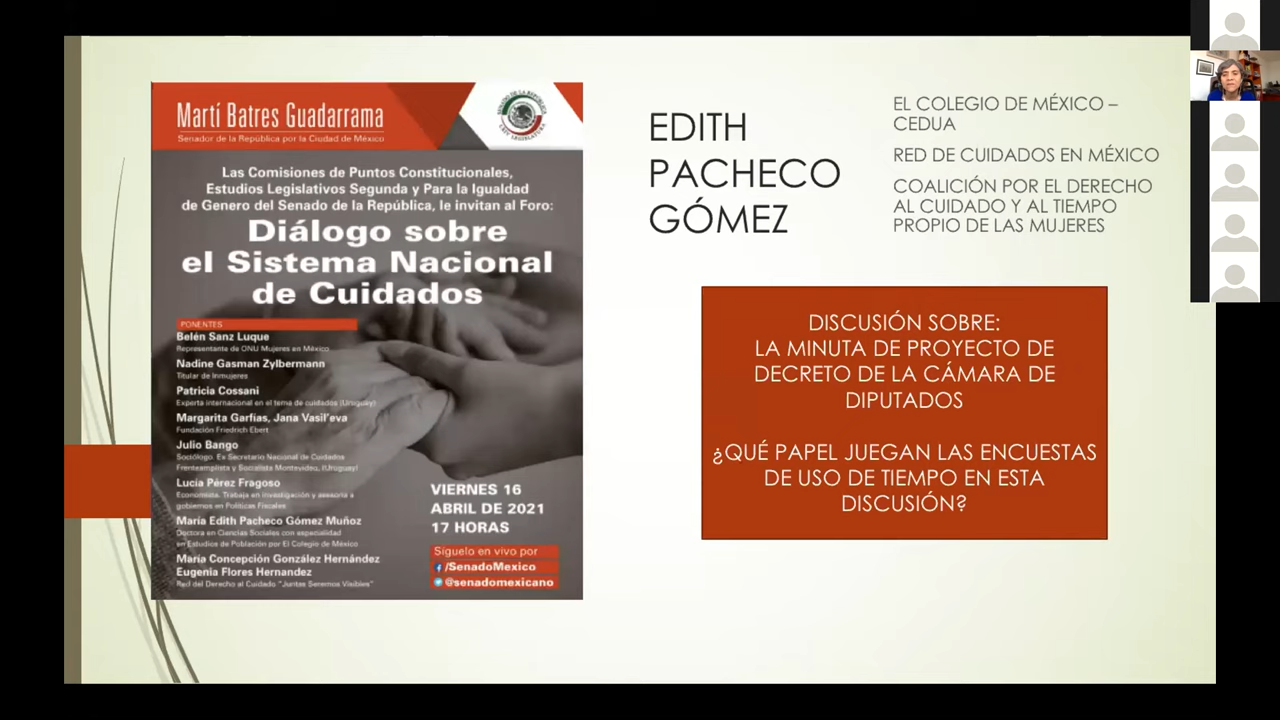 Martí Batres Guadarrama
Senador de la República por la Ciudad de México
SENADO DE LA REPÚBLICA
LXIV LEGISLATURA
Las Comisiones de Puntos Constitucionales,
Estudios Legislativos Segunda y Para la Igualdad
de Genero del Senado de la República, le invitan al Foro:
Diálogo sobre
el Sistema Nacional
de Cuidados
PONENTES
Belén Sanz Luque
Representante de ONU Mujeres en México
Nadine Gasman Zylbermann
Titular de Inmujeres
Patricia Cossani
Experta internacional en el tema de cuidados (Uruguay)
Margarita Garfias, Jana Vasil'eva
Fundación Friedrich Ebert
Julio Bango
Sociólogo. Ex Secretario Nacional de Cuidados
Frenteamplista y Socialista Montevideo, (Uruguay)
Lucía Pérez Fragoso
Economista. Trabaja en investigación y asesoría a
gobiernos en Políticas Fiscales
María Edith Pacheco Gómez Muñoz
Doctora en Ciencias Sociales con especialidad
en Estudios de Población por El Colegio de México
María Concepción González Hernández
Eugenia Flores Hernandez
Red del Derecho al Cuidado "Juntas Seremos Visibles"
VIERNES 16
ABRIL DE 2021
17 HORAS
Síguelo en vivo por
/SenadoMexico
@senadomexicano
EDITH
PACHECO
GÓMEZ
EL COLEGIO DE MÉXICO –
CEDUA
RED DE CUIDADOS EN MÉXICO
COALICIÓN POR EL DERECHO
AL CUIDADO Y AL TIEMPO
PROPIO DE LAS MUJERES
DISCUSIÓN SOBRE:
LA MINUTA DE PROYECTO DE
DECRETO DE LA CÁMARA DE
DIPUTADOS
¿QUÉ PAPEL JUEGAN LAS ENCUESTAS
DE USO DE TIEMPO EN ESTA
DISCUSIÓN?